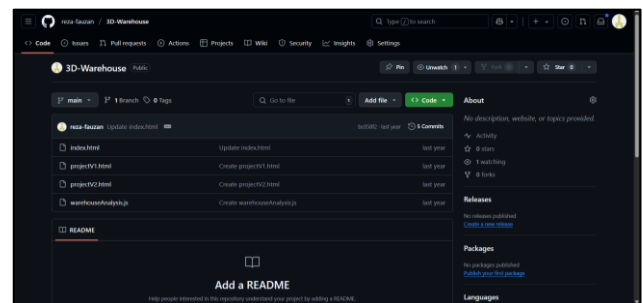 reza-fauzan / 3D-Warehouse
Type / to search
Code Issues Pull requests Actions Projects Wiki Security Insights Settings
3D-Warehouse Public
Pin Unwatch 1 Fork Star 0
main 1 Branch 0 Tags Go to file t Add file Code
About
No description, website, or topics provided.
reza-fauzan Update index.html last year 5 Commits
index.html Update index.html last year
projectV1.html Create projectV1.html last year
projectV2.html Create projectV2.html last year
warehouseAnalysis.js Create warehouseAnalysis.js last year
Activity
0 stars
1 watching
0 forks
README
Add a README
Help people interested in this repository understand your project by adding a README.
Releases
No releases published
Create a new release
Packages
No packages published
Publish your first package
Languages